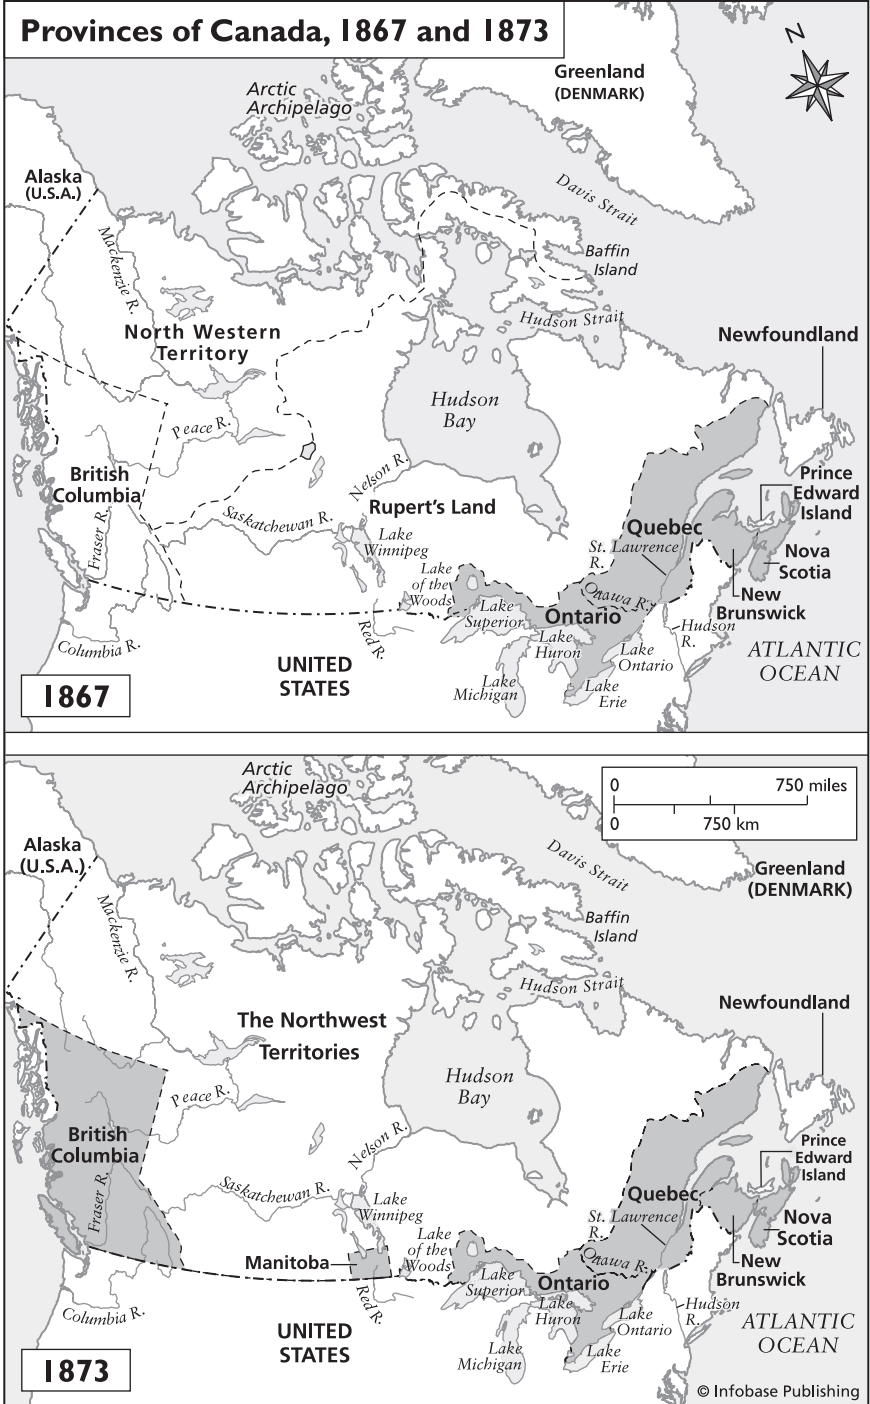 Provinces of Canada, 1867 and 1873
N
Greenland
(DENMARK)
Arctic
Archipelago
Alaska
(U.S.A.)
Davis Strait
Mackenzie R.
Baffin
Island
Hudson Strait
North Western
Territory
Newfoundland
Hudson
Bay
Peace R.
British
Columbia
Nelson R.
Prince
Edward
Island
Rupert's Land
Saskatchewan R.
Fraser R.
Quebec
Lake
Winnipeg
St. Lawrence
R.
Nova
Scotia
Lake
of the
Woods
Ottawa R.
New
Brunswick
Lake
Superior
Ontario
Hudson
R.
Red R.
Columbia R.
Lake
Huron
Lake
Ontario
ATLANTIC
OCEAN
UNITED
STATES
Lake
Michigan
Lake
Erie
1867
Arctic
Archipelago
0 750 miles
0 750 km
Alaska
(U.S.A.)
Davis Strait
Greenland
(DENMARK)
Mackenzie R.
Baffin
Island
Hudson Strait
Newfoundland
The Northwest
Territories
Hudson
Bay
Peace R.
British
Columbia
Nelson R.
Prince
Edward
Island
Saskatchewan R.
Fraser R.
Quebec
Lake
Winnipeg
St. Lawrence
R.
Nova
Scotia
Lake
of the
Woods
Manitoba
Ottawa R.
New
Brunswick
Lake
Superior
Ontario
Hudson
R.
Red R.
Columbia R.
Lake
Huron
Lake
Ontario
ATLANTIC
OCEAN
UNITED
STATES
Lake
Michigan
Lake
Erie
1873
© Infobase Publishing